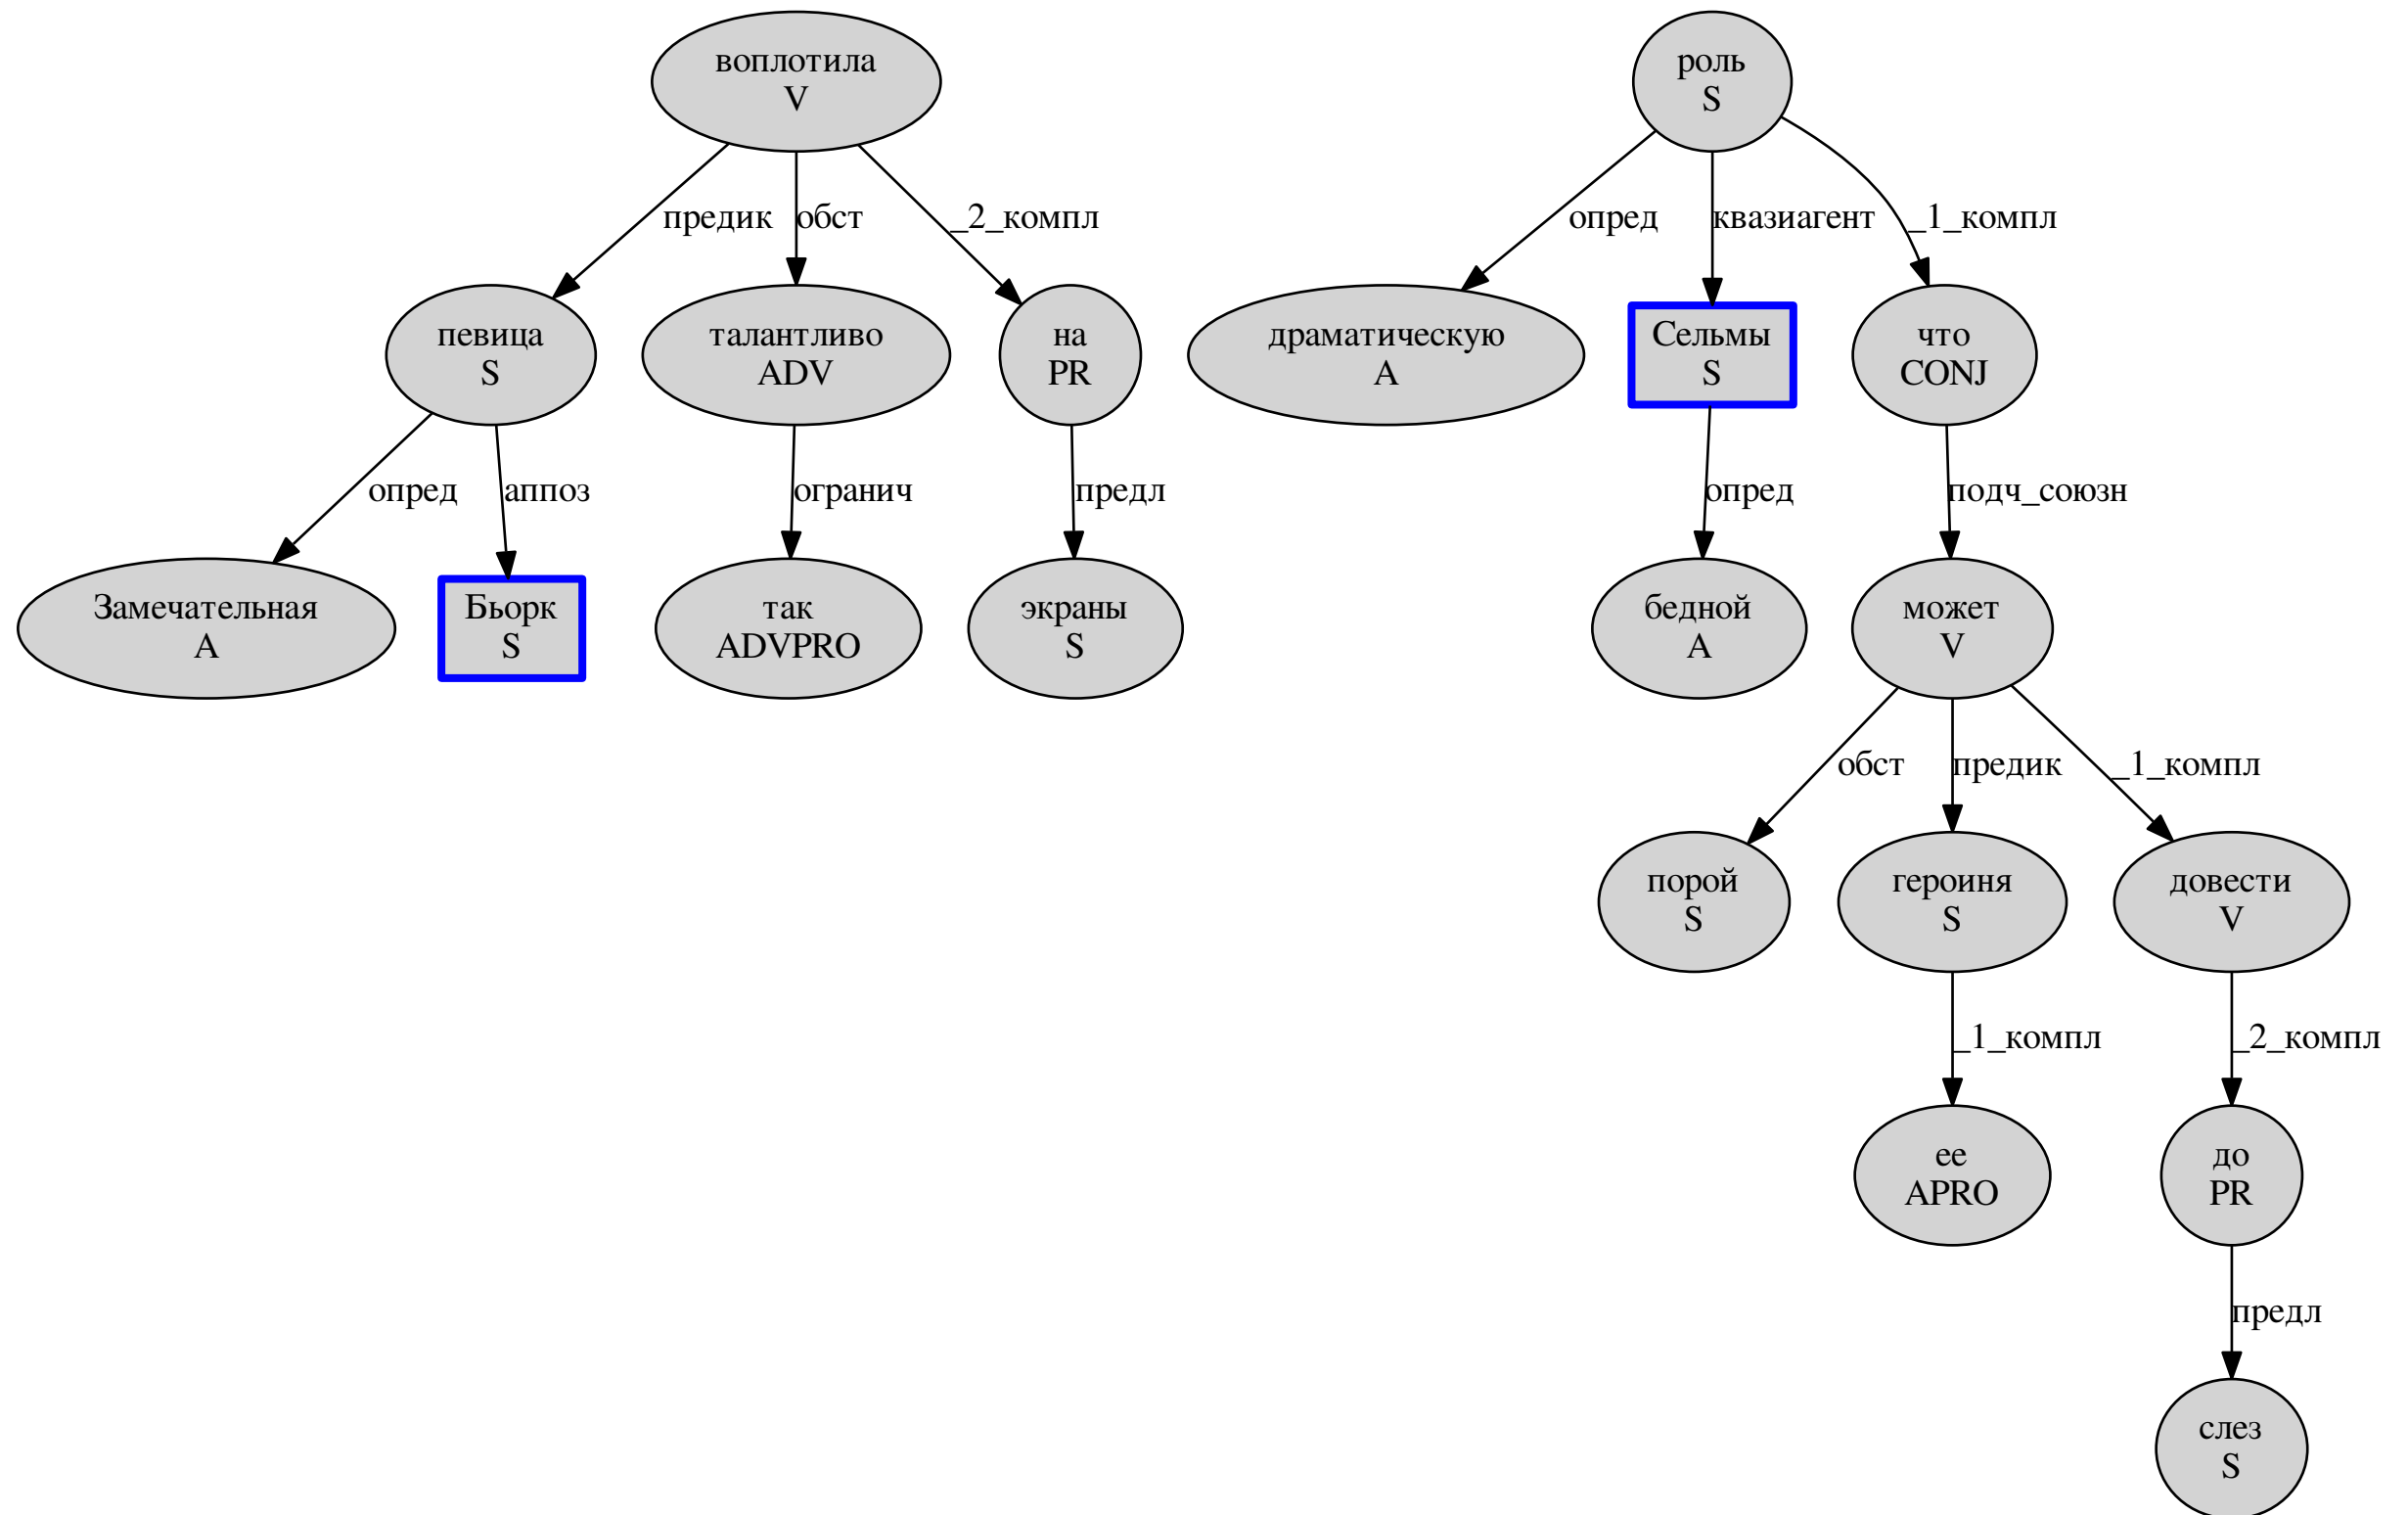 воплотила
V
роль
S
предик
обст
_2_компл
опред
квазиагент
_1_компл
певица
S
талантливо
ADV
на
PR
драматическую
A
Сельмы
S
что
CONJ
опред
аппоз
огранич
предл
опред
подч_союзн
Замечательная
A
Бьорк
S
так
ADVPRO
экраны
S
бедной
A
может
V
обст
предик
_1_компл
порой
S
героиня
S
довести
V
_1_компл
_2_компл
ее
APRO
до
PR
предл
слез
S